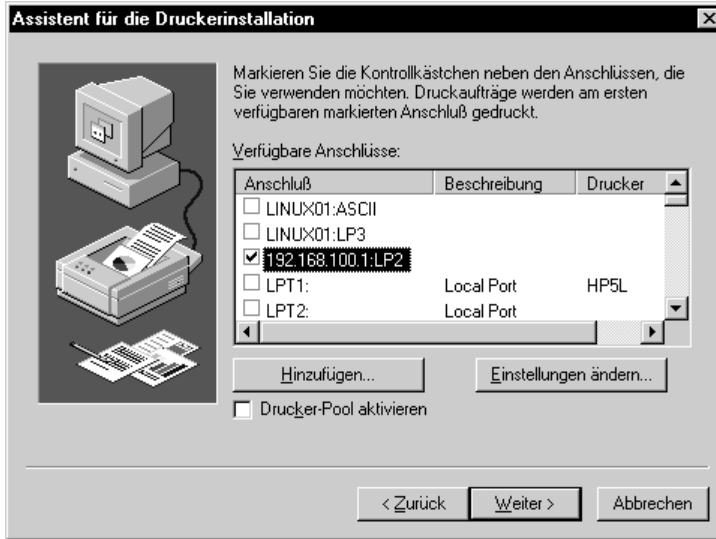 Assistent für die Druckerinstallation
Markieren Sie die Kontrollkästchen neben den Anschlüssen, die
Sie verwenden möchten. Druckaufträge werden am ersten
verfügbaren markierten Anschluß gedruckt.
Verfügbare Anschlüsse:
Anschluß Beschreibung Drucker
LINUX01:ASCII
LINUX01:LP3
192.168.100.1:LP2
LPT1: Local Port HP5L
LPT2: Local Port
Hinzufügen... Einstellungen ändern...
Drucker-Pool aktivieren
< Zurück Weiter > Abbrechen